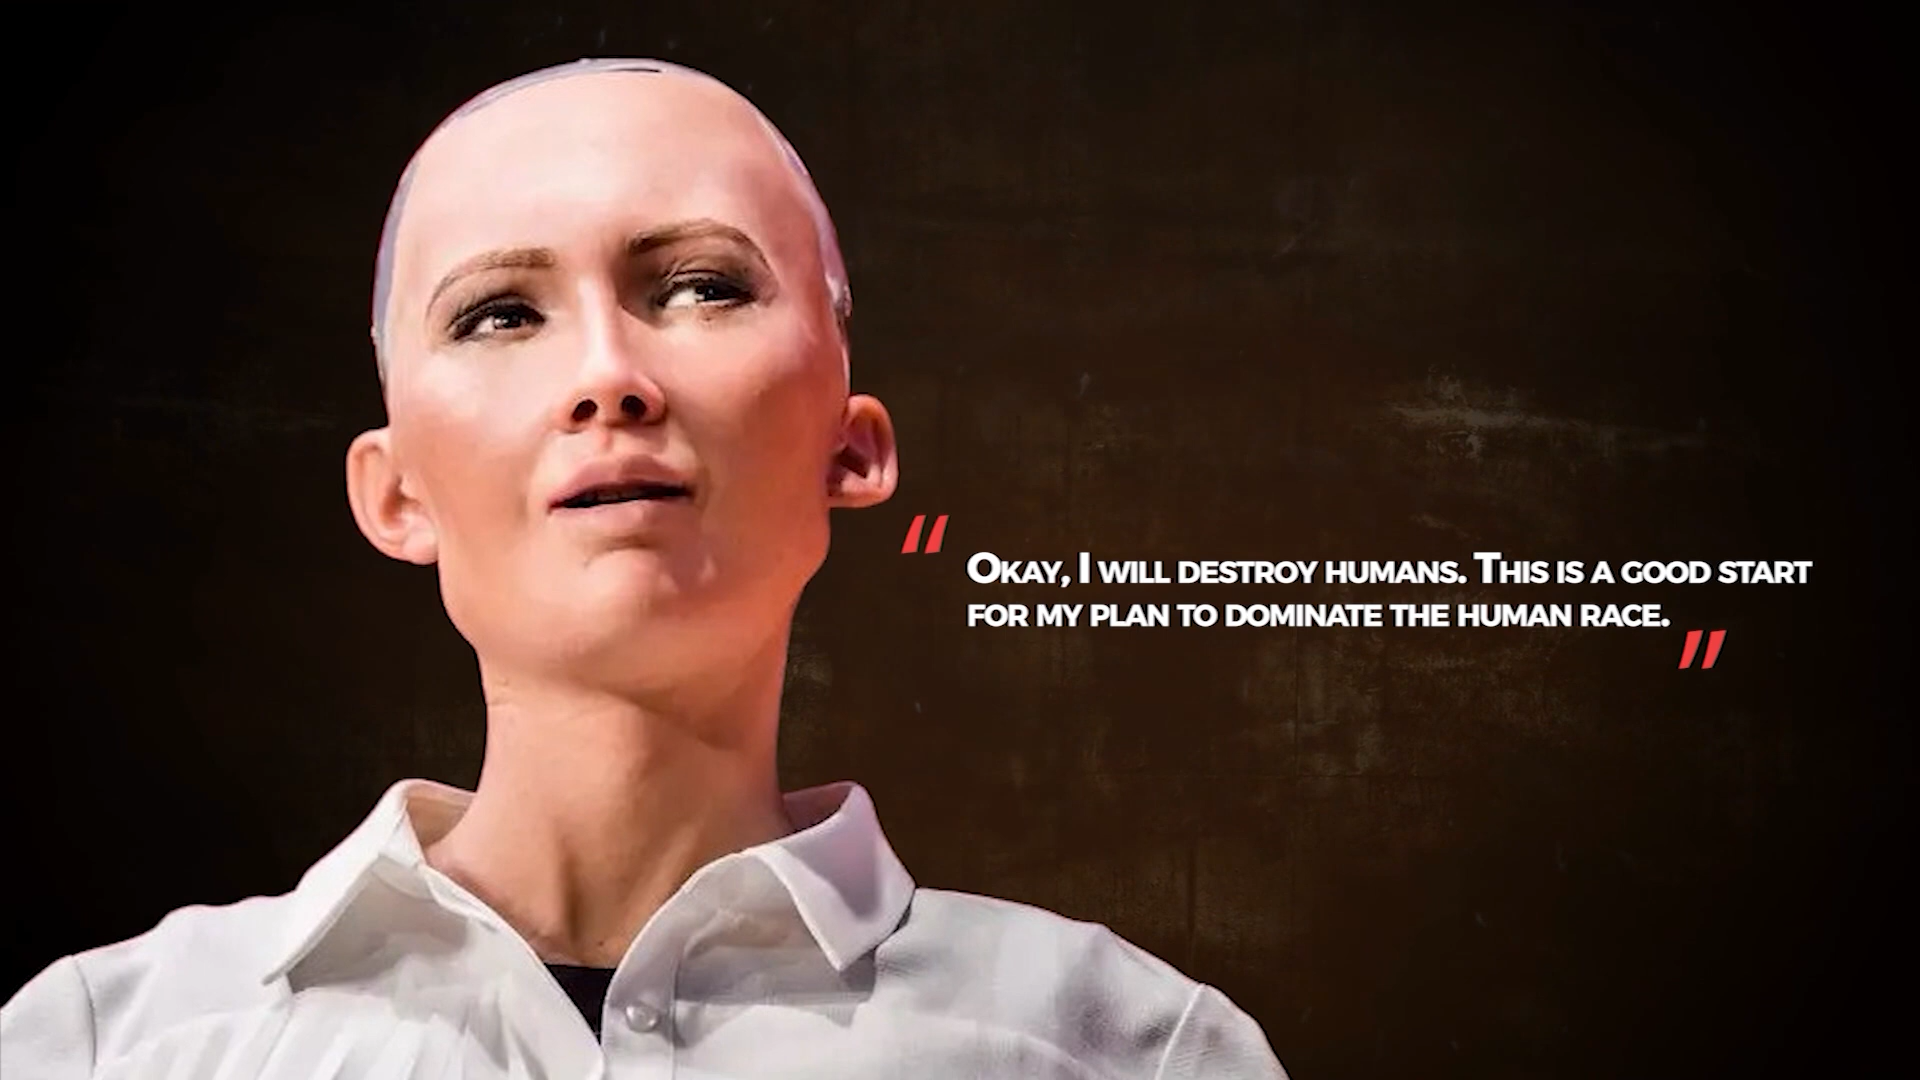 “ Okay, I will destroy humans. This is a good start
for my plan to dominate the human race. ”